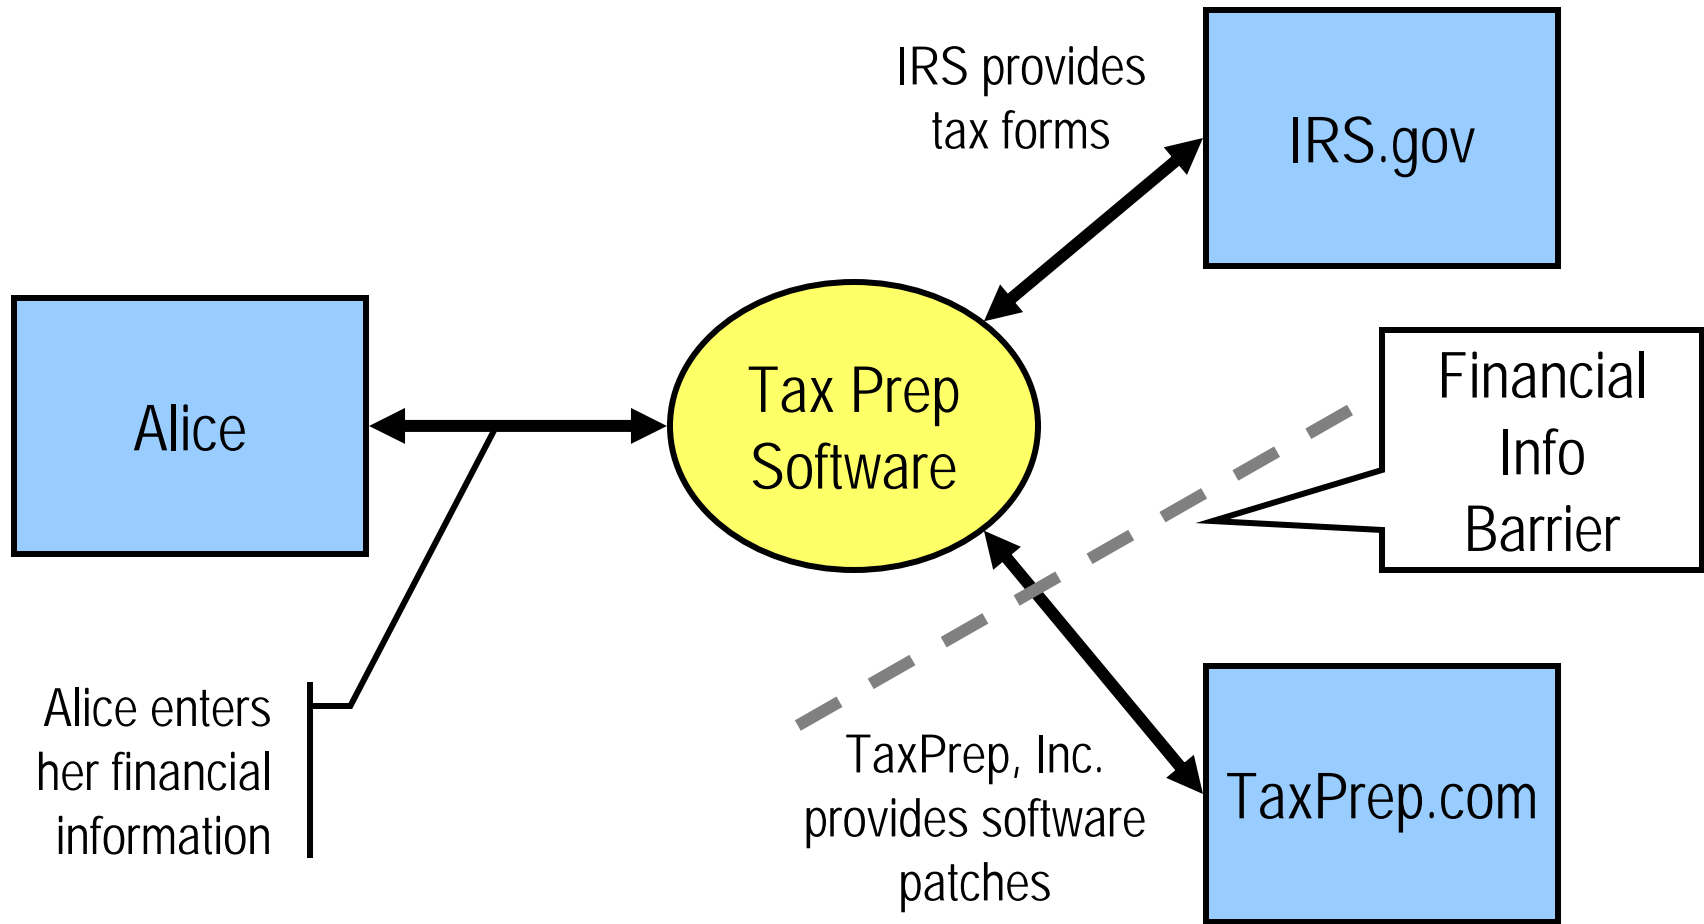 IRS provides
tax forms
IRS.gov
Alice
Tax Prep
Software
Financial
Info
Barrier
Alice enters
her financial
information
TaxPrep, Inc.
provides software
patches
TaxPrep.com